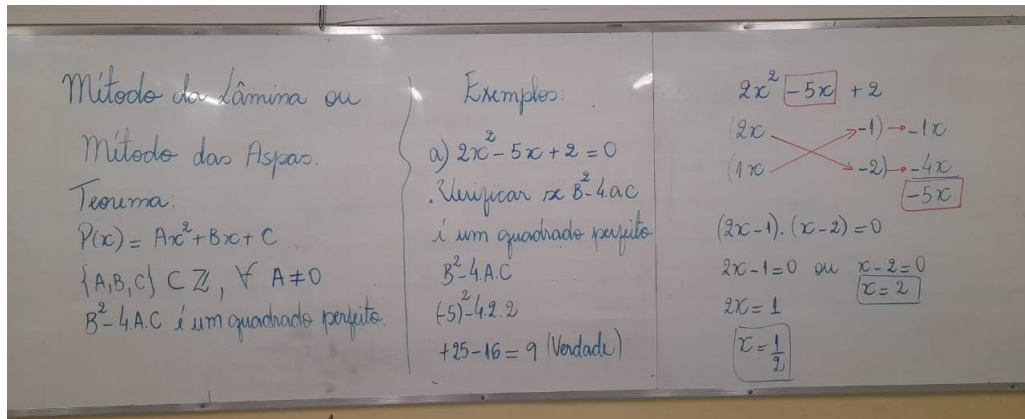 Método da Lâmina ou
Método das Aspas.
Teorema:
P(x) = Ax² + Bx + C
{A,B,C} ⊂ ℤ, ∀ A≠0
B² - 4.A.C é um quadrado perfeito.
Exemplos:
a) 2x² - 5x + 2 = 0
. Verificar se B² - 4.a.C
é um quadrado perfeito
B² - 4.A.C
(-5)² - 4.2.2
+25 - 16 = 9 (Verdade)
2x² -5x + 2
(2x -1) → -1x
(1x -2) → -4x
-5x
(2x-1).(x-2)=0
2x-1=0 ou x-2=0
2x=1 x=2
x=1/2